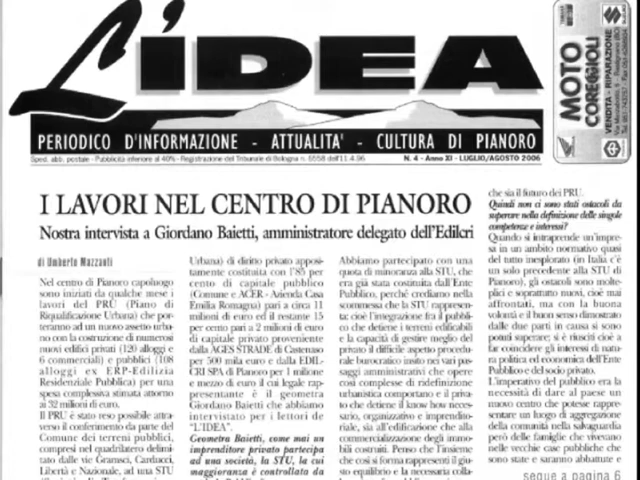 L'IDEA
PERIODICO D'INFORMAZIONE - ATTUALITA' - CULTURA DI PIANORO
Sped. abb. postale - Pubblicità inferiore al 40% - Registrazione del Tribunale di Bologna n. 6558 dell'11.4.96
N. 4 - Anno XI - LUGLIO/AGOSTO 2006
MOTO
COREGGIOLI
VENDITA - RIPARAZIONE
SUZUKI
I LAVORI NEL CENTRO DI PIANORO
Nostra intervista a Giordano Baietti, amministratore delegato dell'Edilcri
di Umberto Mazzanti
Nel centro di Pianoro capoluogo
sono iniziati da qualche mese i
lavori del PRU (Piano di
Riqualificazione Urbana) che por-
teranno ad un nuovo assetto urba-
no con la costruzione di numerosi
nuovi edifici privati (120 alloggi e
6 commerciali) e pubblici (108
alloggi ex ERP-Edilizia
Residenziale Pubblica) per una
spesa complessiva stimata attorno
ai 32 milioni di euro.
Il PRU è stato reso possibile attra-
verso il conferimento da parte del
Comune dei terreni pubblici,
compresi nel quadrilatero delimi-
tato dalle vie Gramsci, Carducci,
Libertà e Nazionale, ad una STU
Urbana) di diritto privato apposi-
tamente costituita con l'85 per
cento di capitale pubblico
(Comune e ACER - Azienda Casa
Emilia Romagna) pari a circa 11
milioni di euro ed il restante 15
per cento pari a 2 milioni di euro
di capitale privato proveniente
dalla AGES STRADE di Castenaso
per 500 mila euro e dalla EDIL-
CRI SPA di Pianoro per 1 milione
e mezzo di euro il cui legale rap-
presentante è il geometra
Giordano Baietti che abbiamo
intervistato per i lettori de
"L'IDEA".
Geometra Baietti, come mai un
imprenditore privato partecipa
ad una società, la STU, la cui
maggioranza è controllata da
Abbiamo partecipato con una
quota di minoranza alla STU, che
era già stata costituita dall'Ente
Pubblico, perché crediamo nella
scommessa che la STU rappresen-
ta: cioè l'integrazione fra il pubbli-
co che detiene i terreni edificabili
e la capacità di gestire meglio del
privato il difficile aspetto procedu-
rale burocratico insito nei vari pas-
saggi amministrativi che opere
così complesse di ridefinizione
urbanistica comportano e il priva-
to che detiene il know how neces-
sario, organizzativo e imprendito-
riale, sia all'edificazione che alla
commercializzazione degli immo-
bili costruiti. Penso che l'insieme
che così si forma rappresenti il giu-
sto equilibrio e la necessaria colla-
che sia il futuro dei PRU.
Quindi non ci sono stati ostacoli da
superare nella definizione delle singole
competenze e interessi?
Quando si intraprende un'impre-
sa in un ambito normativo quasi
del tutto inesplorato (in Italia c'è
un solo precedente alla STU di
Pianoro), gli ostacoli sono molte-
plici e soprattutto nuovi, cioè mai
affrontati, ma con la buona
volontà e il buon senso dimostrato
dalle due parti in causa si sono
potuti superare; si è riusciti cioè a
far coincidere gli interessi di natu-
ra politica ed economica dell'Ente
Pubblico e del socio privato.
L'imperativo del pubblico era la
necessità di dare al paese un
nuovo centro che potesse rappre-
sentare un luogo di aggregazione
della comunità nella salvaguardia
però delle famiglie che vivevano
nelle vecchie case pubbliche che
sono state e saranno abbattute e
segue a pagina 6